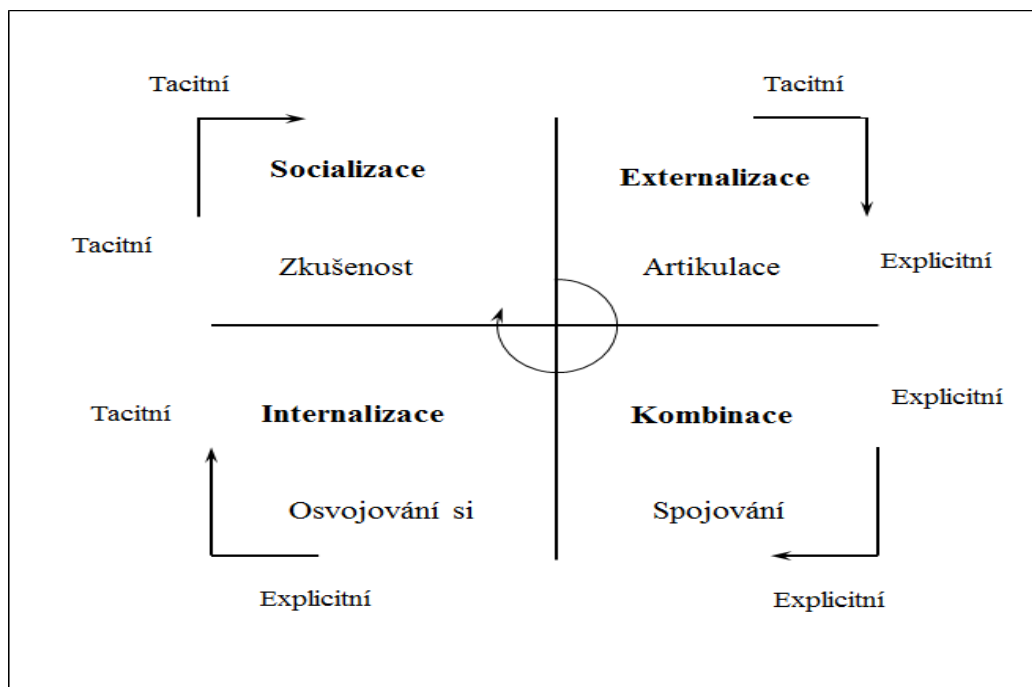 Tacitní
Tacitní
Socializace
Externalizace
Tacitní
Zkušenost
Artikulace
Explicitní
Explicitní
Tacitní
Internalizace
Kombinace
Osvojování si
Spojování
Explicitní
Explicitní